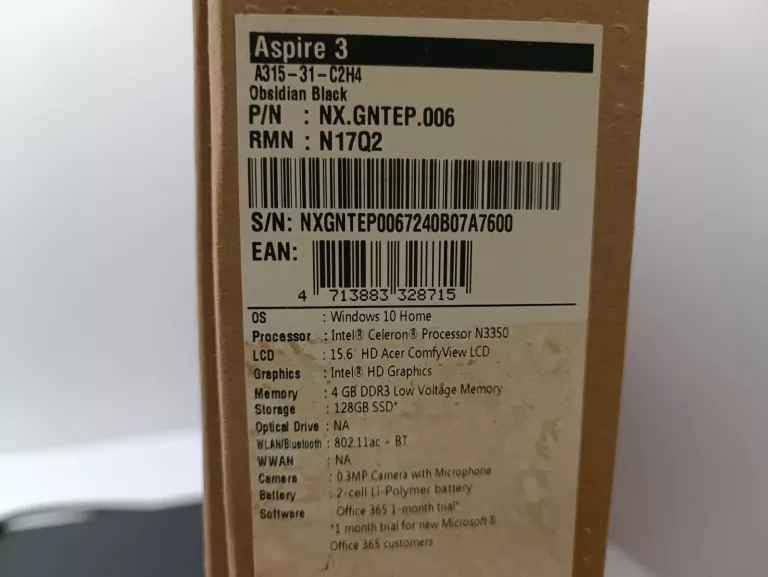 Aspire 3
A315-31-C2H4
Obsidian Black
P/N : NX.GNTEP.006
RMN : N17Q2
S/N: NXGNTEP0067240B07A7600
EAN:
4 713883 328715
OS : Windows 10 Home
Processor : Intel® Celeron® Processor N3350
LCD : 15.6" HD Acer ComfyView LCD
Graphics : Intel® HD Graphics
Memory : 4 GB DDR3 Low Voltage Memory
Storage : 128GB SSD*
Optical Drive : NA
WLAN/Bluetooth : 802.11ac + BT
WWAN : NA
Camera : 0.3MP Camera with Microphone
Battery : 2-cell Li-Polymer battery
Software : Office 365 1-month trial*
*1 month trial for new Microsoft®
Office 365 customers